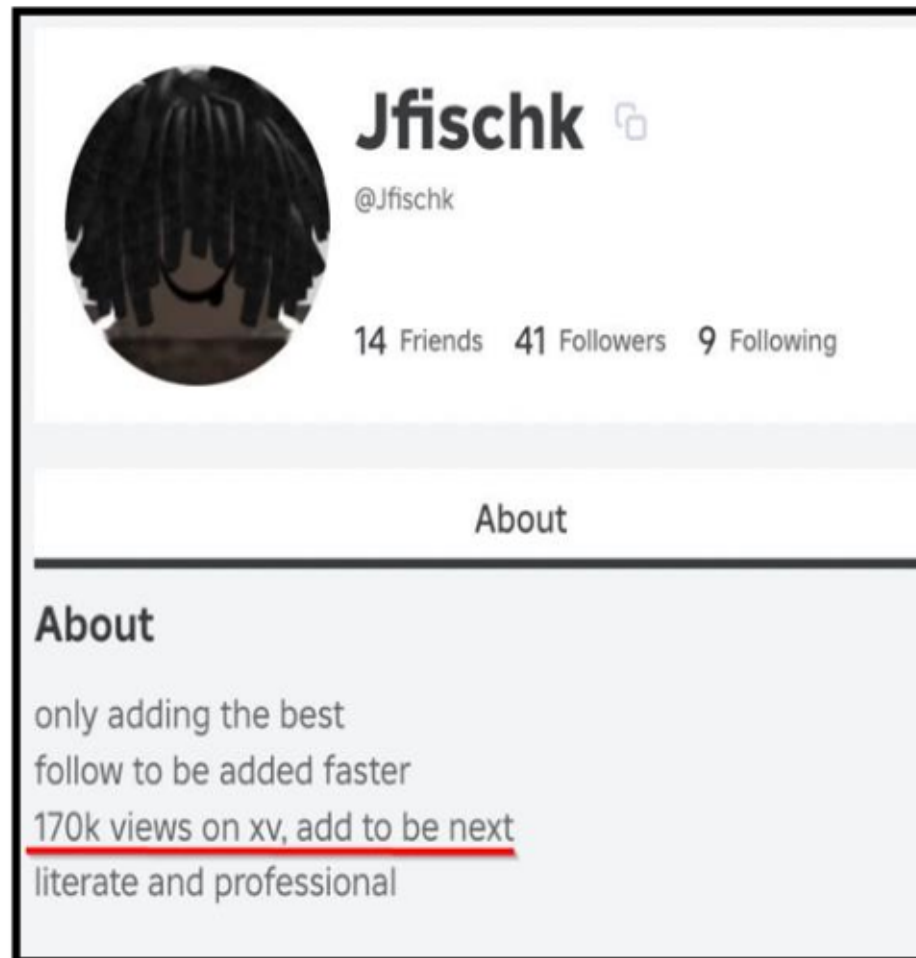 Jfischk
@Jfischk
14 Friends 41 Followers 9 Following
About
About
only adding the best
follow to be added faster
170k views on xv, add to be next
literate and professional